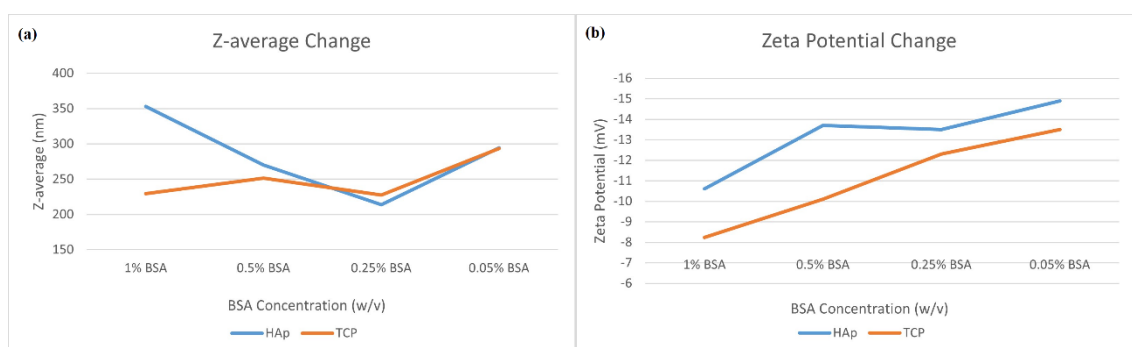 (a)
Z-average Change
400
350
300
250
200
150
Z-average (nm)
1% BSA 0.5% BSA 0.25% BSA 0.05% BSA
BSA Concentration (w/v)
HAp TCP
(b)
Zeta Potential Change
-16
-15
-14
-13
-12
-11
-10
-9
-8
-7
-6
Zeta Potential (mV)
1% BSA 0.5% BSA 0.25% BSA 0.05% BSA
BSA Concentration (w/v)
HAp TCP